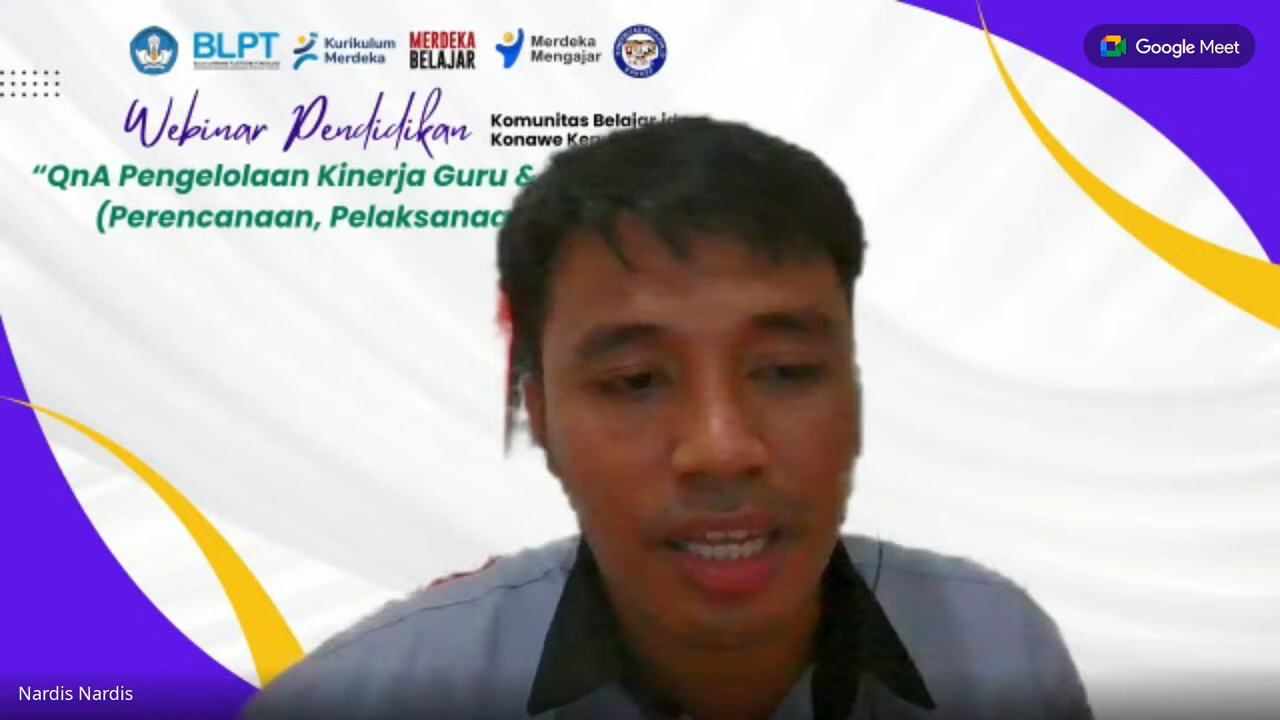 BLPT
Kurikulum
Merdeka
MERDEKA
BELAJAR
Merdeka
Mengajar
Google Meet
Webinar Pendidikan
Komunitas Belajar
Konawe
“QnA Pengelolaan Kinerja Guru &
(Perencanaan, Pelaksanaa
Nardis Nardis